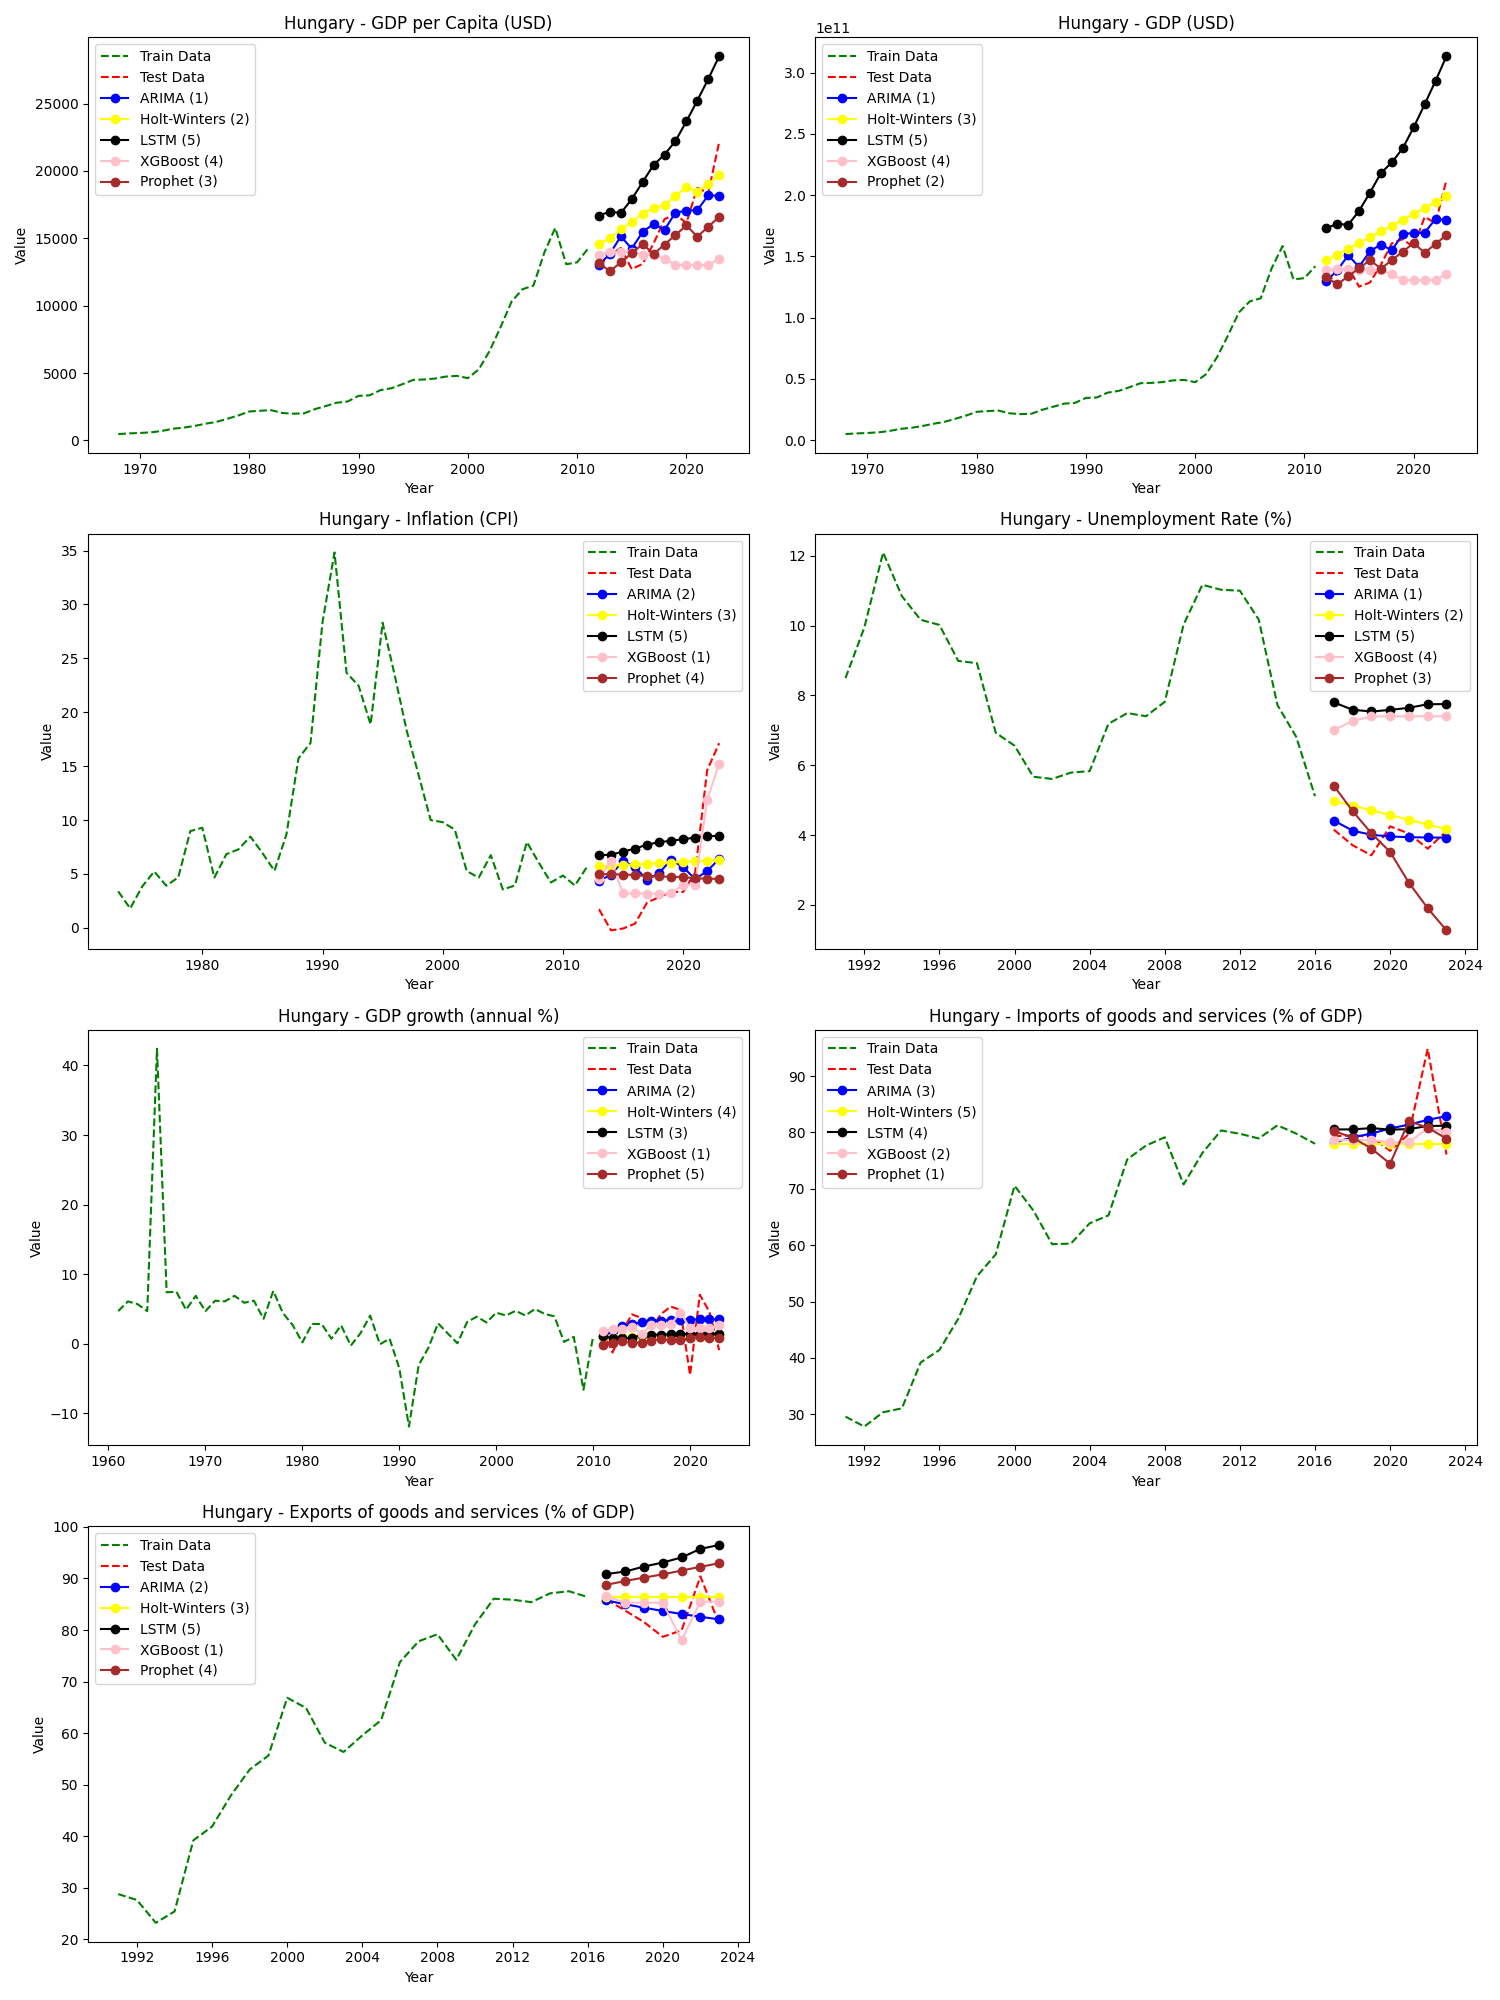 Hungary - GDP per Capita (USD)
Train Data
Test Data
ARIMA (1)
Holt-Winters (2)
LSTM (5)
XGBoost (4)
Prophet (3)
Value
25000
20000
15000
10000
5000
0
1970 1980 1990 2000 2010 2020
Year
Hungary - GDP (USD)
1e11
Train Data
Test Data
ARIMA (1)
Holt-Winters (3)
LSTM (5)
XGBoost (4)
Prophet (2)
Value
3.0
2.5
2.0
1.5
1.0
0.5
0.0
1970 1980 1990 2000 2010 2020
Year
Hungary - Inflation (CPI)
Train Data
Test Data
ARIMA (2)
Holt-Winters (3)
LSTM (5)
XGBoost (1)
Prophet (4)
Value
35
30
25
20
15
10
5
0
1980 1990 2000 2010 2020
Year
Hungary - Unemployment Rate (%)
Train Data
Test Data
ARIMA (1)
Holt-Winters (2)
LSTM (5)
XGBoost (4)
Prophet (3)
Value
12
10
8
6
4
2
1992 1996 2000 2004 2008 2012 2016 2020 2024
Year
Hungary - GDP growth (annual %)
Train Data
Test Data
ARIMA (2)
Holt-Winters (4)
LSTM (3)
XGBoost (1)
Prophet (5)
Value
40
30
20
10
0
−10
1960 1970 1980 1990 2000 2010 2020
Year
Hungary - Imports of goods and services (% of GDP)
Train Data
Test Data
ARIMA (3)
Holt-Winters (5)
LSTM (4)
XGBoost (2)
Prophet (1)
Value
90
80
70
60
50
40
30
1992 1996 2000 2004 2008 2012 2016 2020 2024
Year
Hungary - Exports of goods and services (% of GDP)
Train Data
Test Data
ARIMA (2)
Holt-Winters (3)
LSTM (5)
XGBoost (1)
Prophet (4)
Value
100
90
80
70
60
50
40
30
20
1992 1996 2000 2004 2008 2012 2016 2020 2024
Year